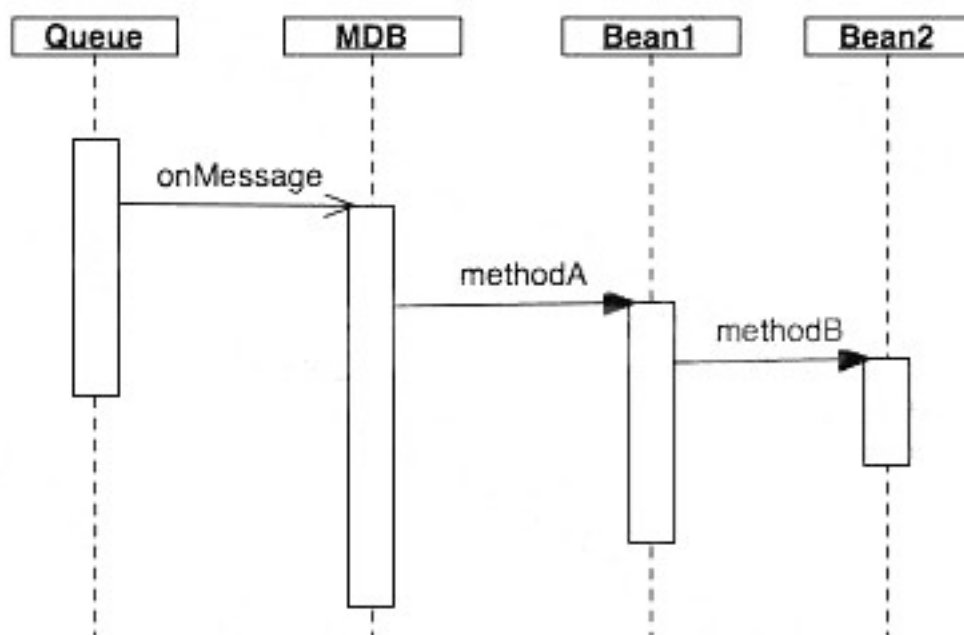 Queue
MDB
Bean1
Bean2
onMessage
methodA
methodB